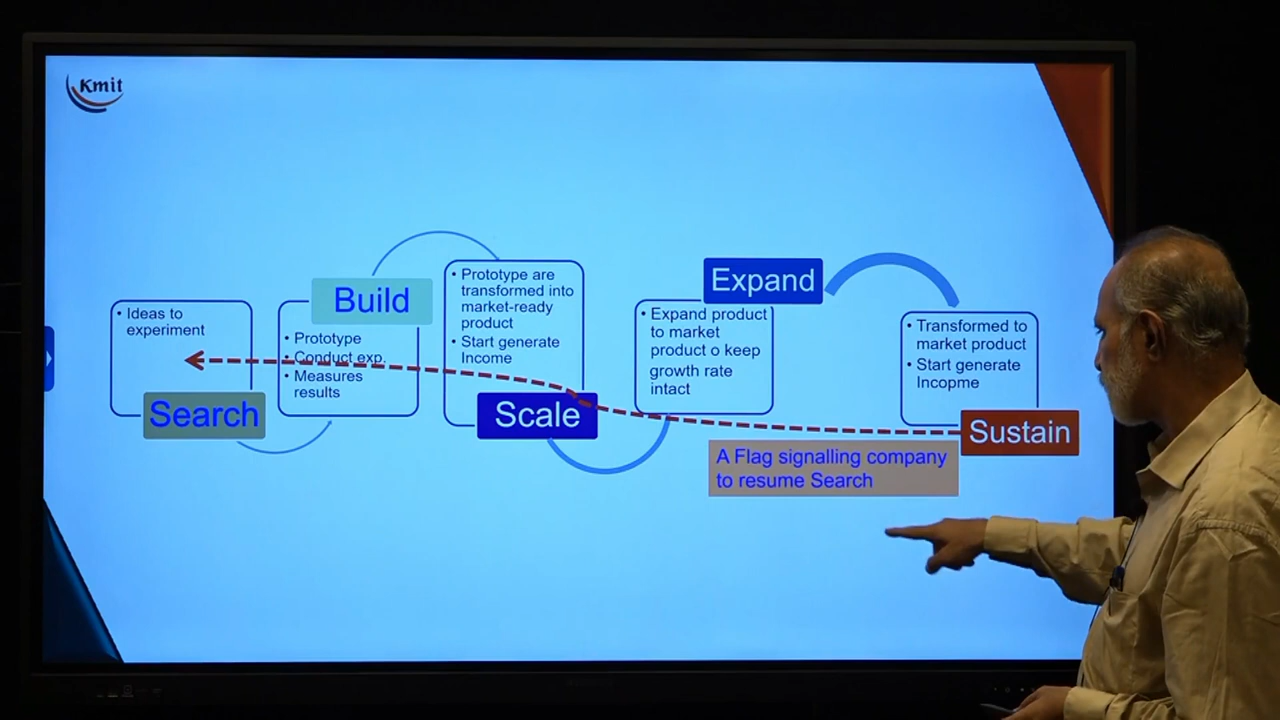 Kmit
• Ideas to
experiment
Search
Build
• Prototype
• Conduct exp.
• Measures
results
• Prototype are
transformed into
market-ready
product
• Start generate
Income
Scale
Expand
• Expand product
to market
product o keep
growth rate
intact
• Transformed to
market product
• Start generate
Incopme
Sustain
A Flag signalling company
to resume Search